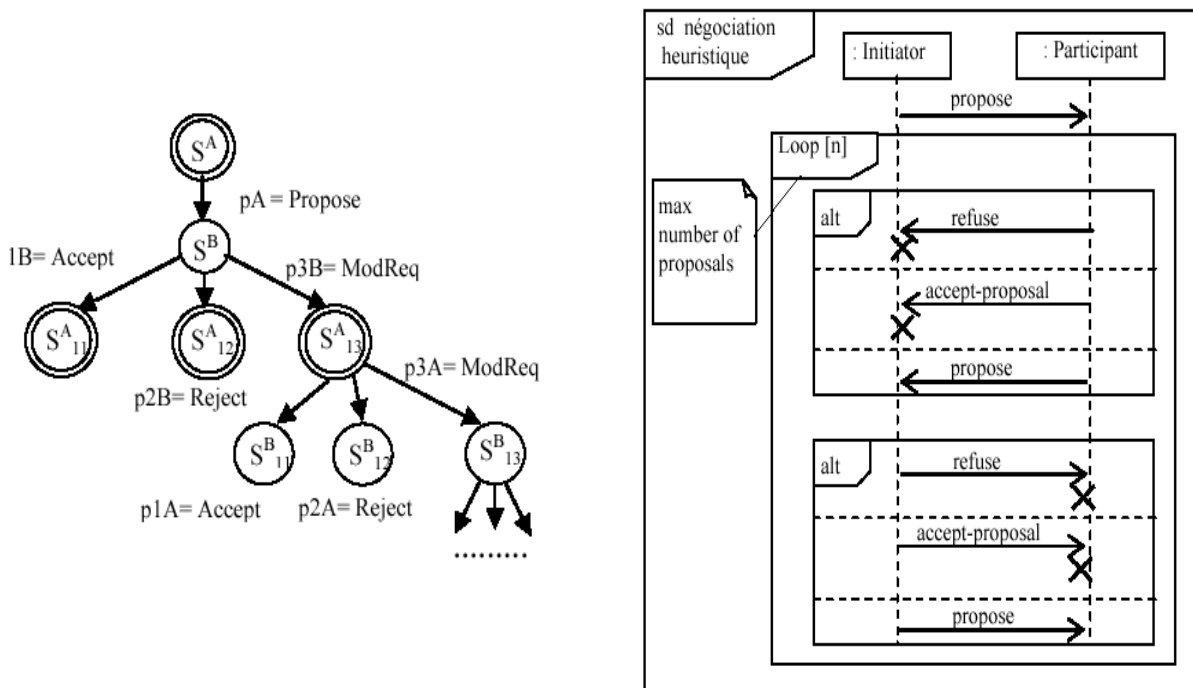 S^A
pA = Propose
S^B
1B= Accept
p3B= ModReq
S^A_11
S^A_12
S^A_13
p2B= Reject
p3A= ModReq
S^B_11
S^B_12
S^B_13
p1A= Accept
p2A= Reject
.........
sd négociation
heuristique
: Initiator
: Participant
propose
Loop [n]
max
number of
proposals
alt
refuse
accept-proposal
propose
alt
refuse
accept-proposal
propose